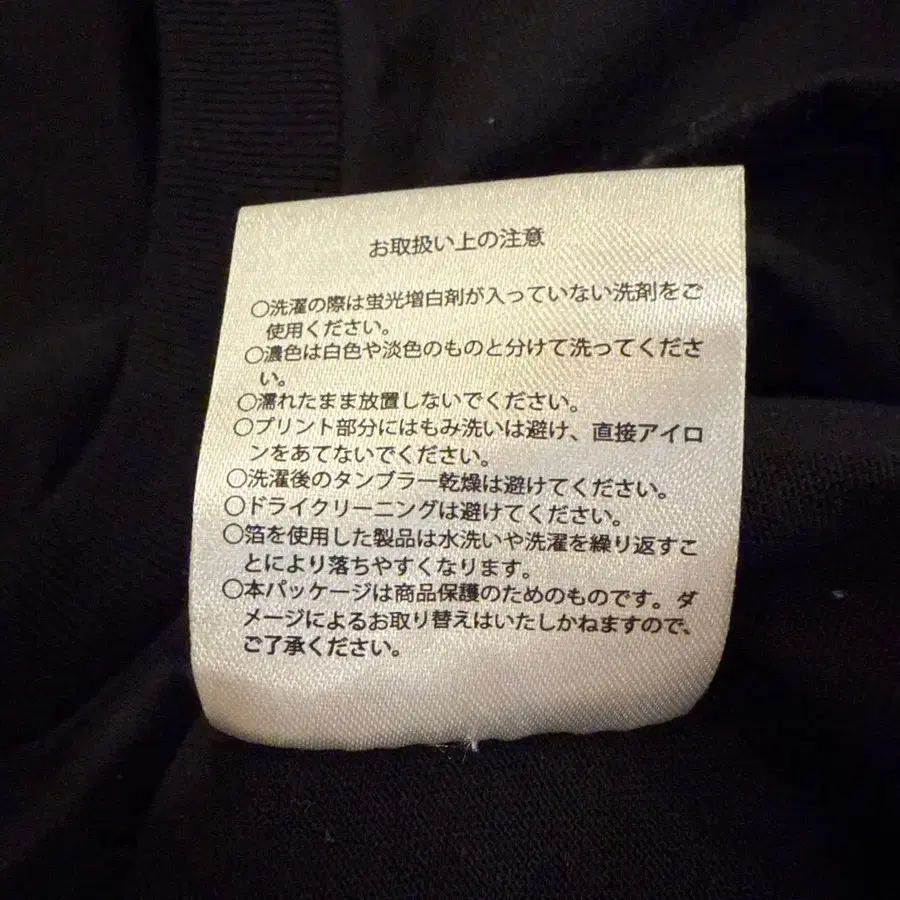 お取扱い上の注意
○洗濯の際は蛍光増白剤が入っていない洗剤をご
使用ください。
○濃色は白色や淡色のものと分けて洗ってくださ
い。
○濡れたまま放置しないでください。
○プリント部分にはもみ洗いは避け、直接アイロ
ンをあてないでください。
○洗濯後のタンブラー乾燥は避けてください。
○ドライクリーニングは避けてください。
○箔を使用した製品は水洗いや洗濯を繰り返すこ
とにより落ちやすくなります。
○本パッケージは商品保護のためのものです。ダ
メージによるお取り替えはいたしかねますので、
ご了承ください。